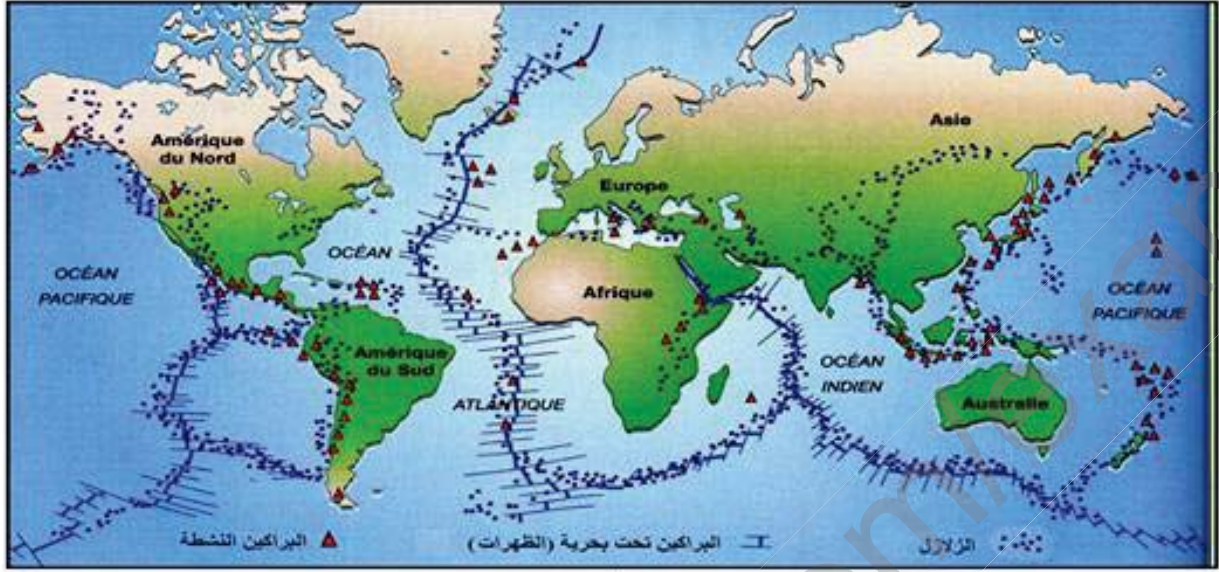 Amérique
du Nord
Asie
Europe
OCÉAN
OCÉAN
PACIFIQUE
Afrique
OCÉAN
PACIFIQUE
Amérique
du Sud
OCÉAN
INDIEN
ATLANTIQUE
Australie
الزلازل
البراكين تحت بحرية (الظهرات)
البراكين النشطة